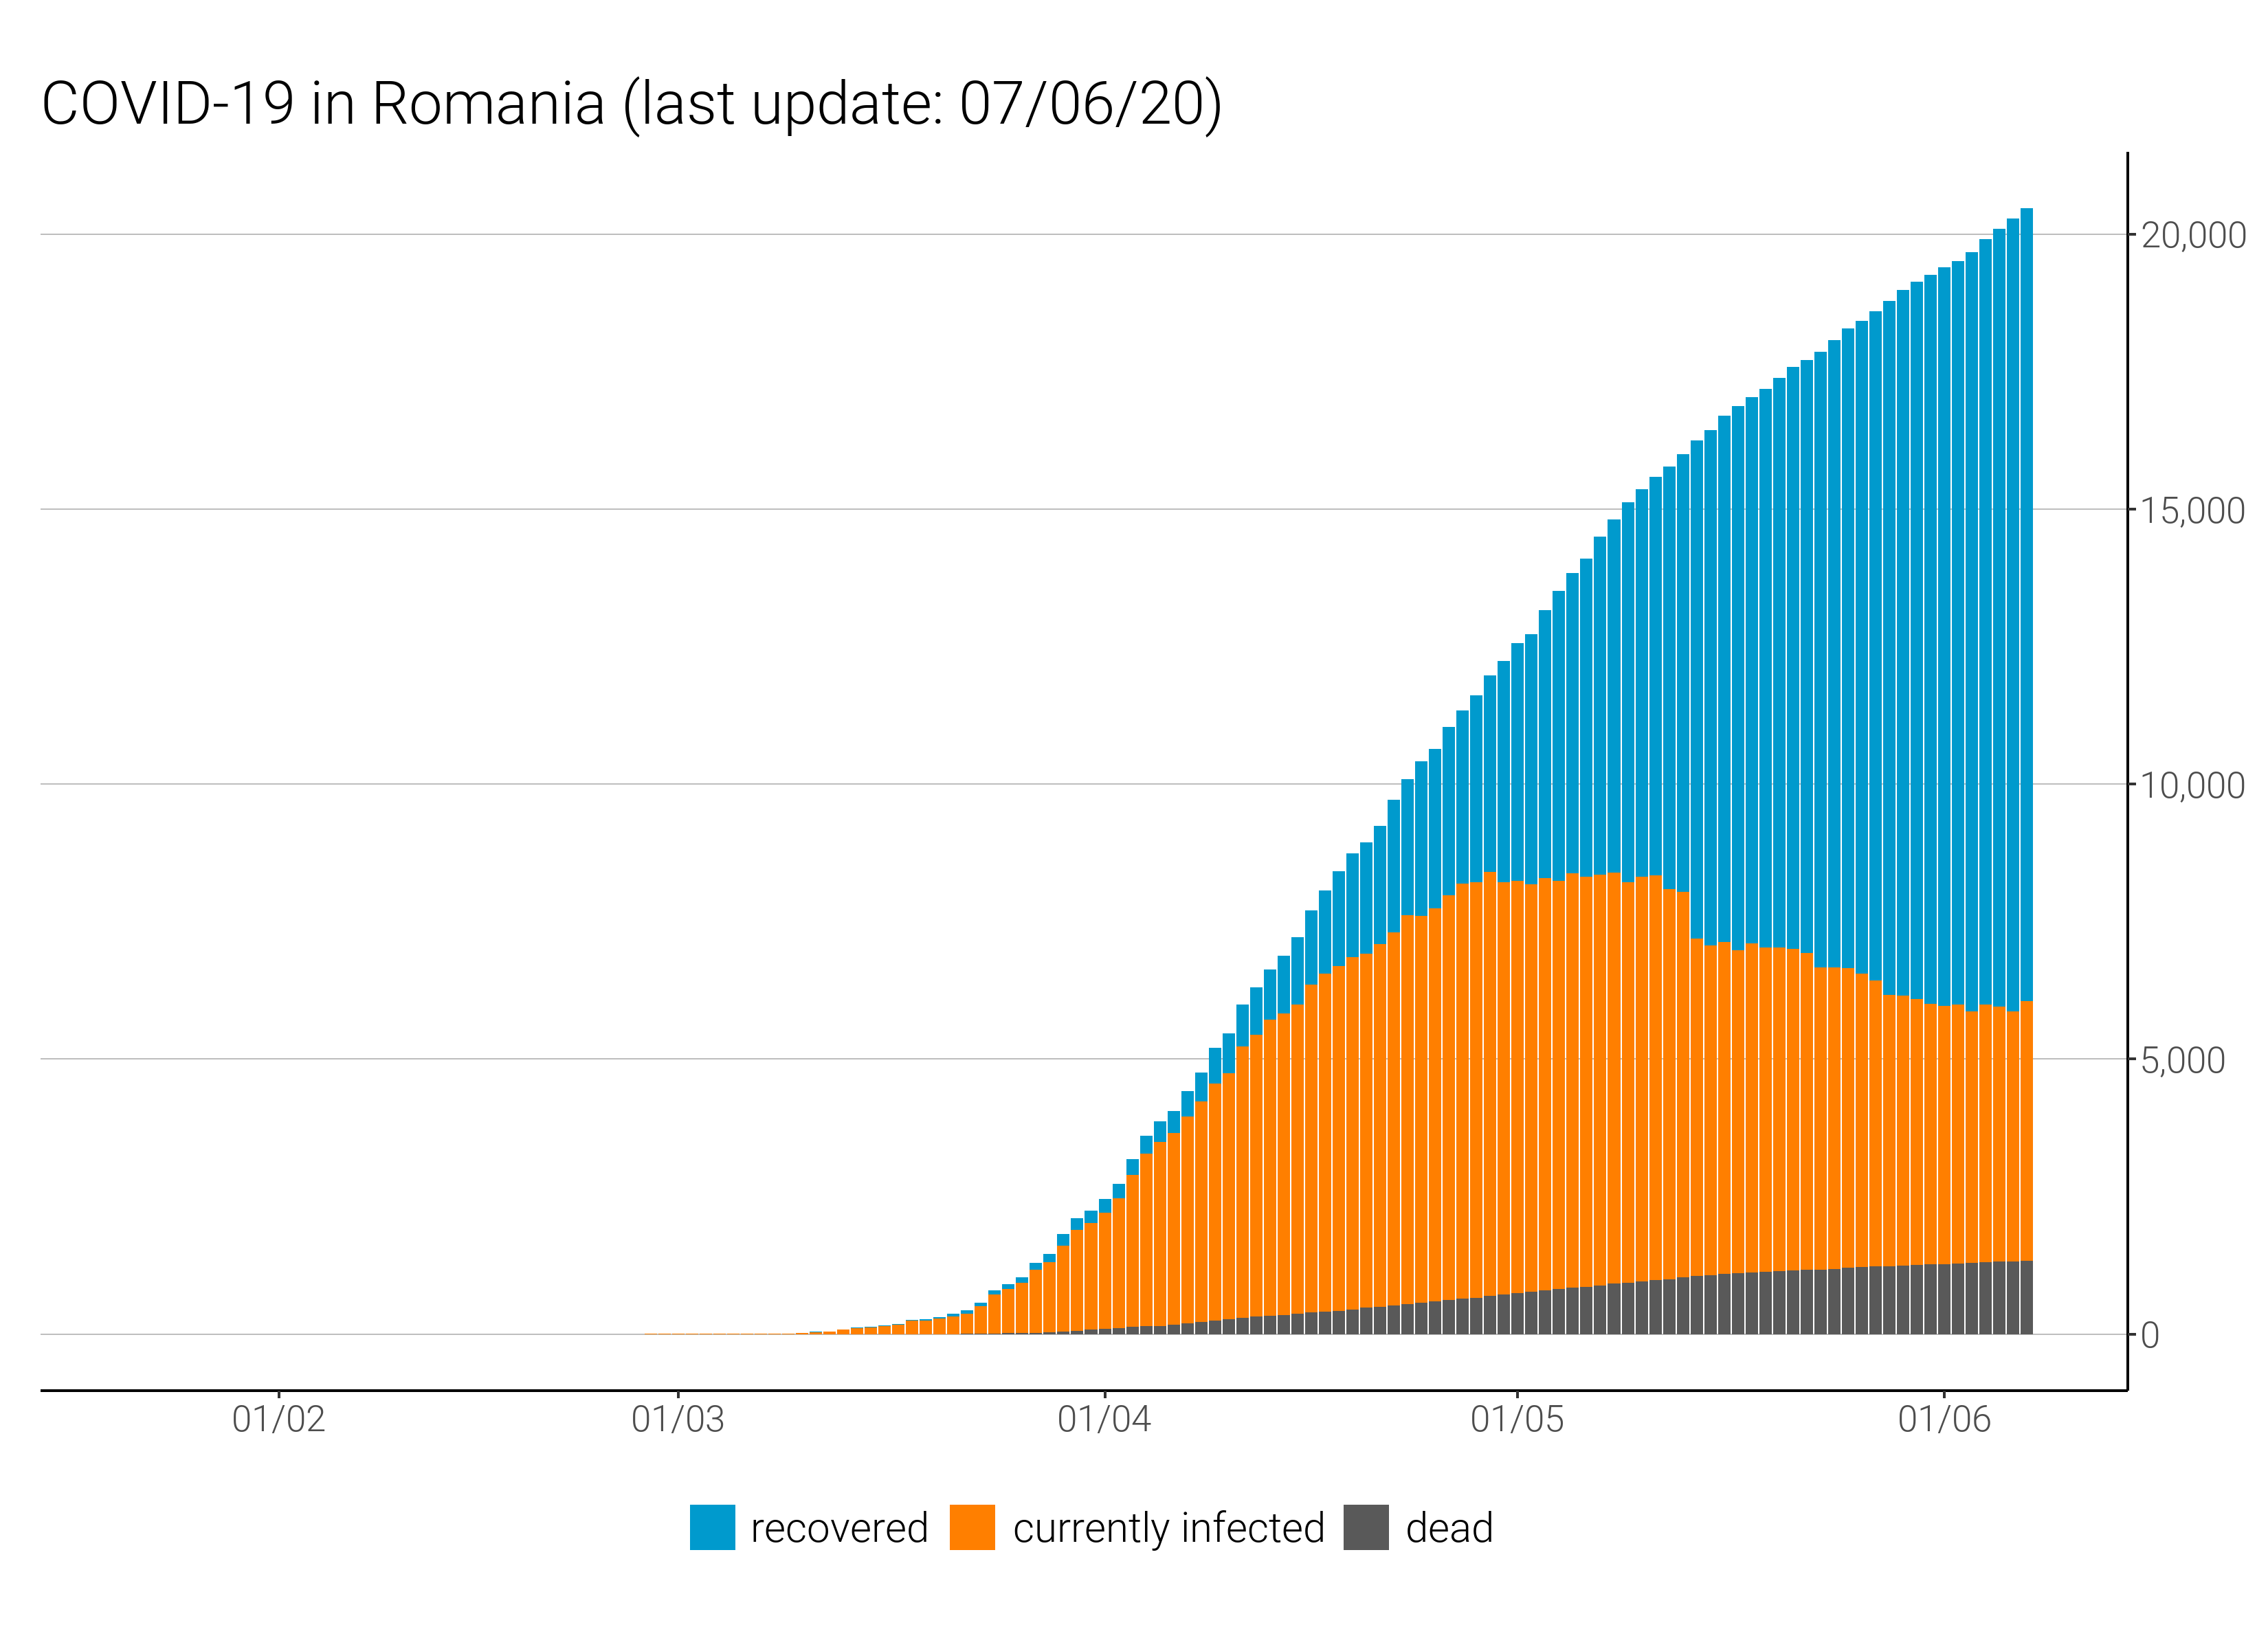 COVID-19 in Romania (last update: 07/06/20)
20,000
15,000
10,000
5,000
0
01/02 01/03 01/04 01/05 01/06
recovered currently infected dead